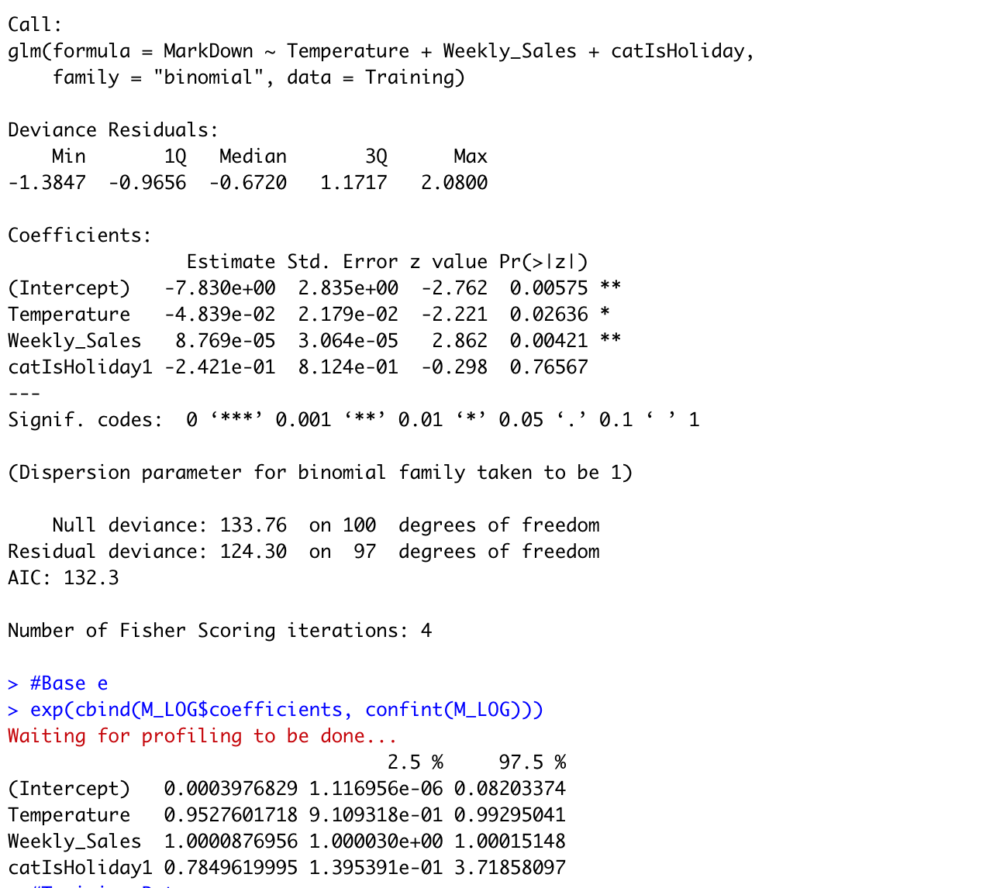 Call:
glm(formula = MarkDown ~ Temperature + Weekly_Sales + catIsHoliday,
    family = "binomial", data = Training)

Deviance Residuals:
    Min       1Q   Median       3Q      Max
-1.3847  -0.9656  -0.6720   1.1717   2.0800

Coefficients:
                Estimate Std. Error z value Pr(>|z|)
(Intercept)   -7.830e+00  2.835e+00  -2.762  0.00575 **
Temperature   -4.839e-02  2.179e-02  -2.221  0.02636 *
Weekly_Sales   8.769e-05  3.064e-05   2.862  0.00421 **
catIsHoliday1 -2.421e-01  8.124e-01  -0.298  0.76567
---
Signif. codes:  0 ‘***’ 0.001 ‘**’ 0.01 ‘*’ 0.05 ‘.’ 0.1 ‘ ’ 1

(Dispersion parameter for binomial family taken to be 1)

    Null deviance: 133.76  on 100  degrees of freedom
Residual deviance: 124.30  on  97  degrees of freedom
AIC: 132.3

Number of Fisher Scoring iterations: 4

> #Base e
> exp(cbind(M_LOG$coefficients, confint(M_LOG)))
Waiting for profiling to be done...
                                  2.5 %     97.5 %
(Intercept)   0.0003976829 1.116956e-06 0.08203374
Temperature   0.9527601718 9.109318e-01 0.99295041
Weekly_Sales  1.0000876956 1.000030e+00 1.00015148
catIsHoliday1 0.7849619995 1.395391e-01 3.71858097